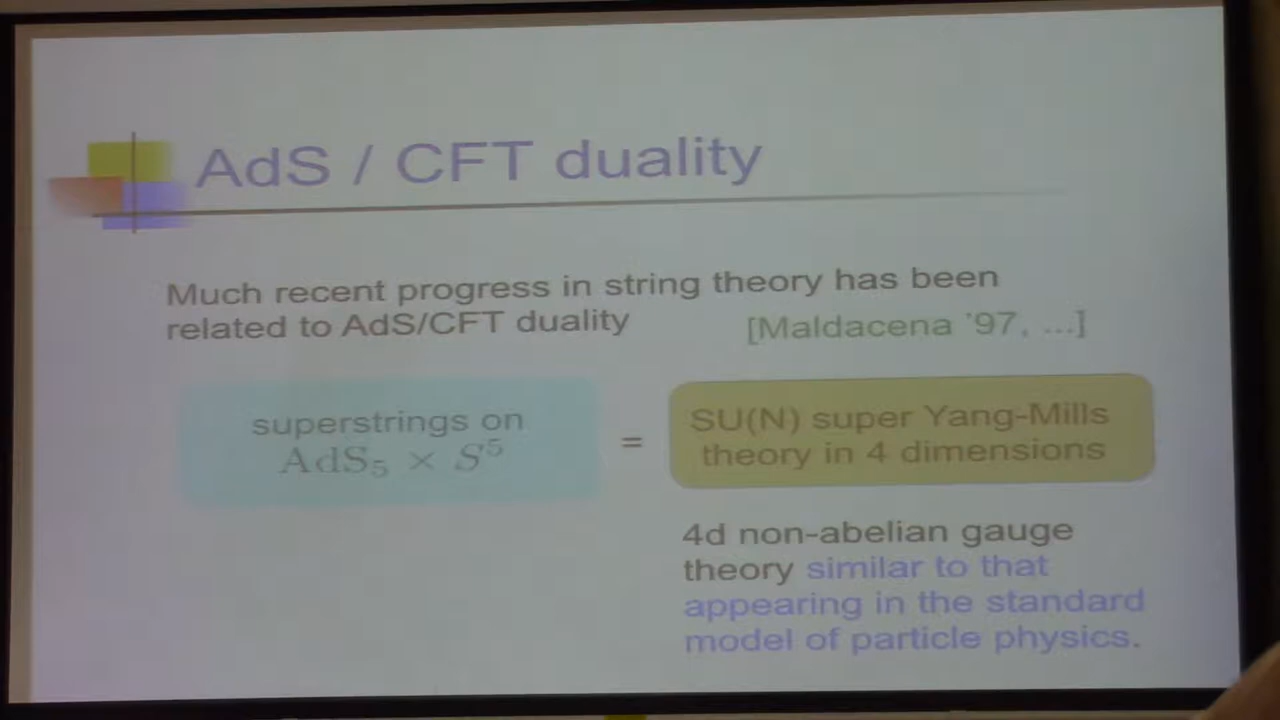 AdS / CFT duality
Much recent progress in string theory has been
related to AdS/CFT duality
[Maldacena '97, ...]
superstrings on
AdS₅ × S⁵
=
SU(N) super Yang-Mills
theory in 4 dimensions
4d non-abelian gauge
theory similar to that
appearing in the standard
model of particle physics.